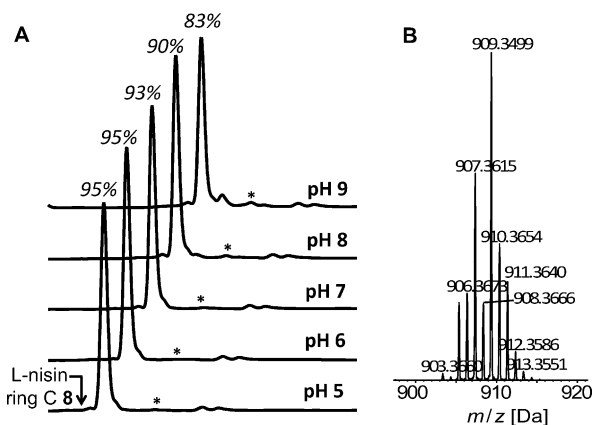 A
83%
90%
93%
95%
95%
pH 9
pH 8
pH 7
pH 6
pH 5
*
*
*
*
*
L-nisin
ring C 8
B
909.3499
907.3615
910.3654
911.3640
906.3673
908.3666
912.3586
903.3660
913.3551
900
910
920
m/z [Da]